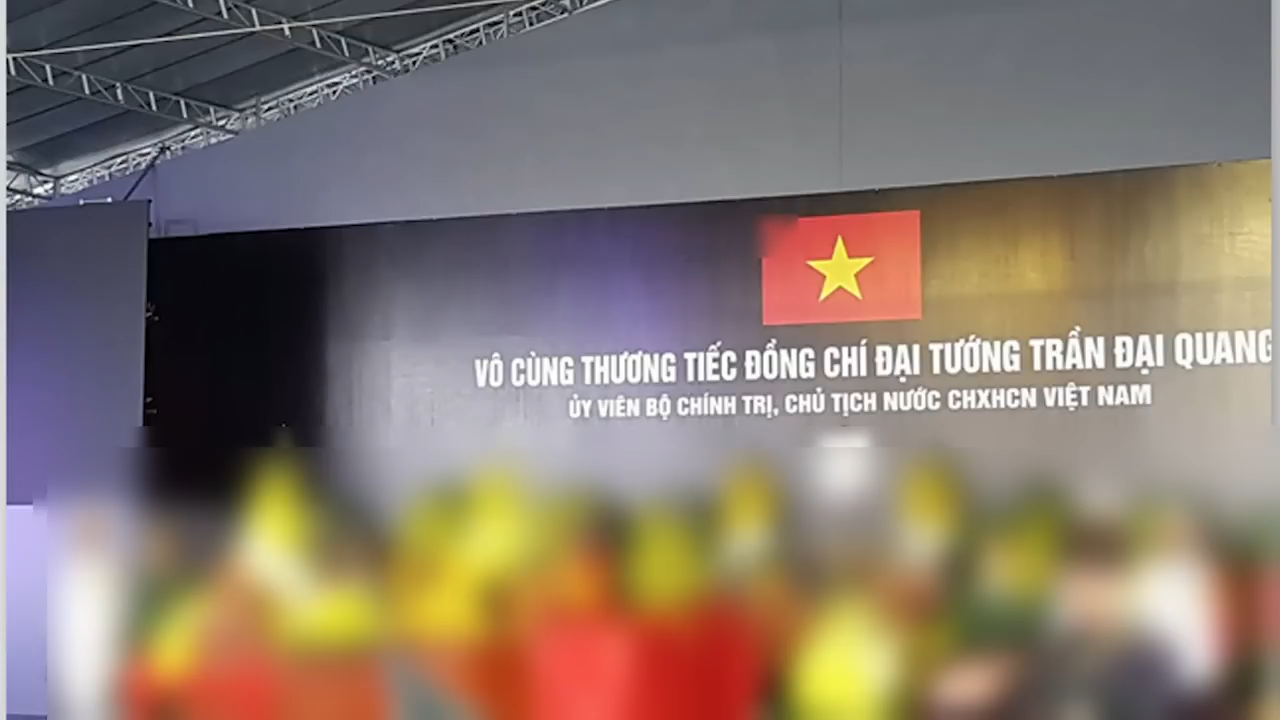 VÔ CÙNG THƯƠNG TIẾC ĐỒNG CHÍ ĐẠI TƯỚNG TRẦN ĐẠI QUANG
ỦY VIÊN BỘ CHÍNH TRỊ, CHỦ TỊCH NƯỚC CHXHCN VIỆT NAM